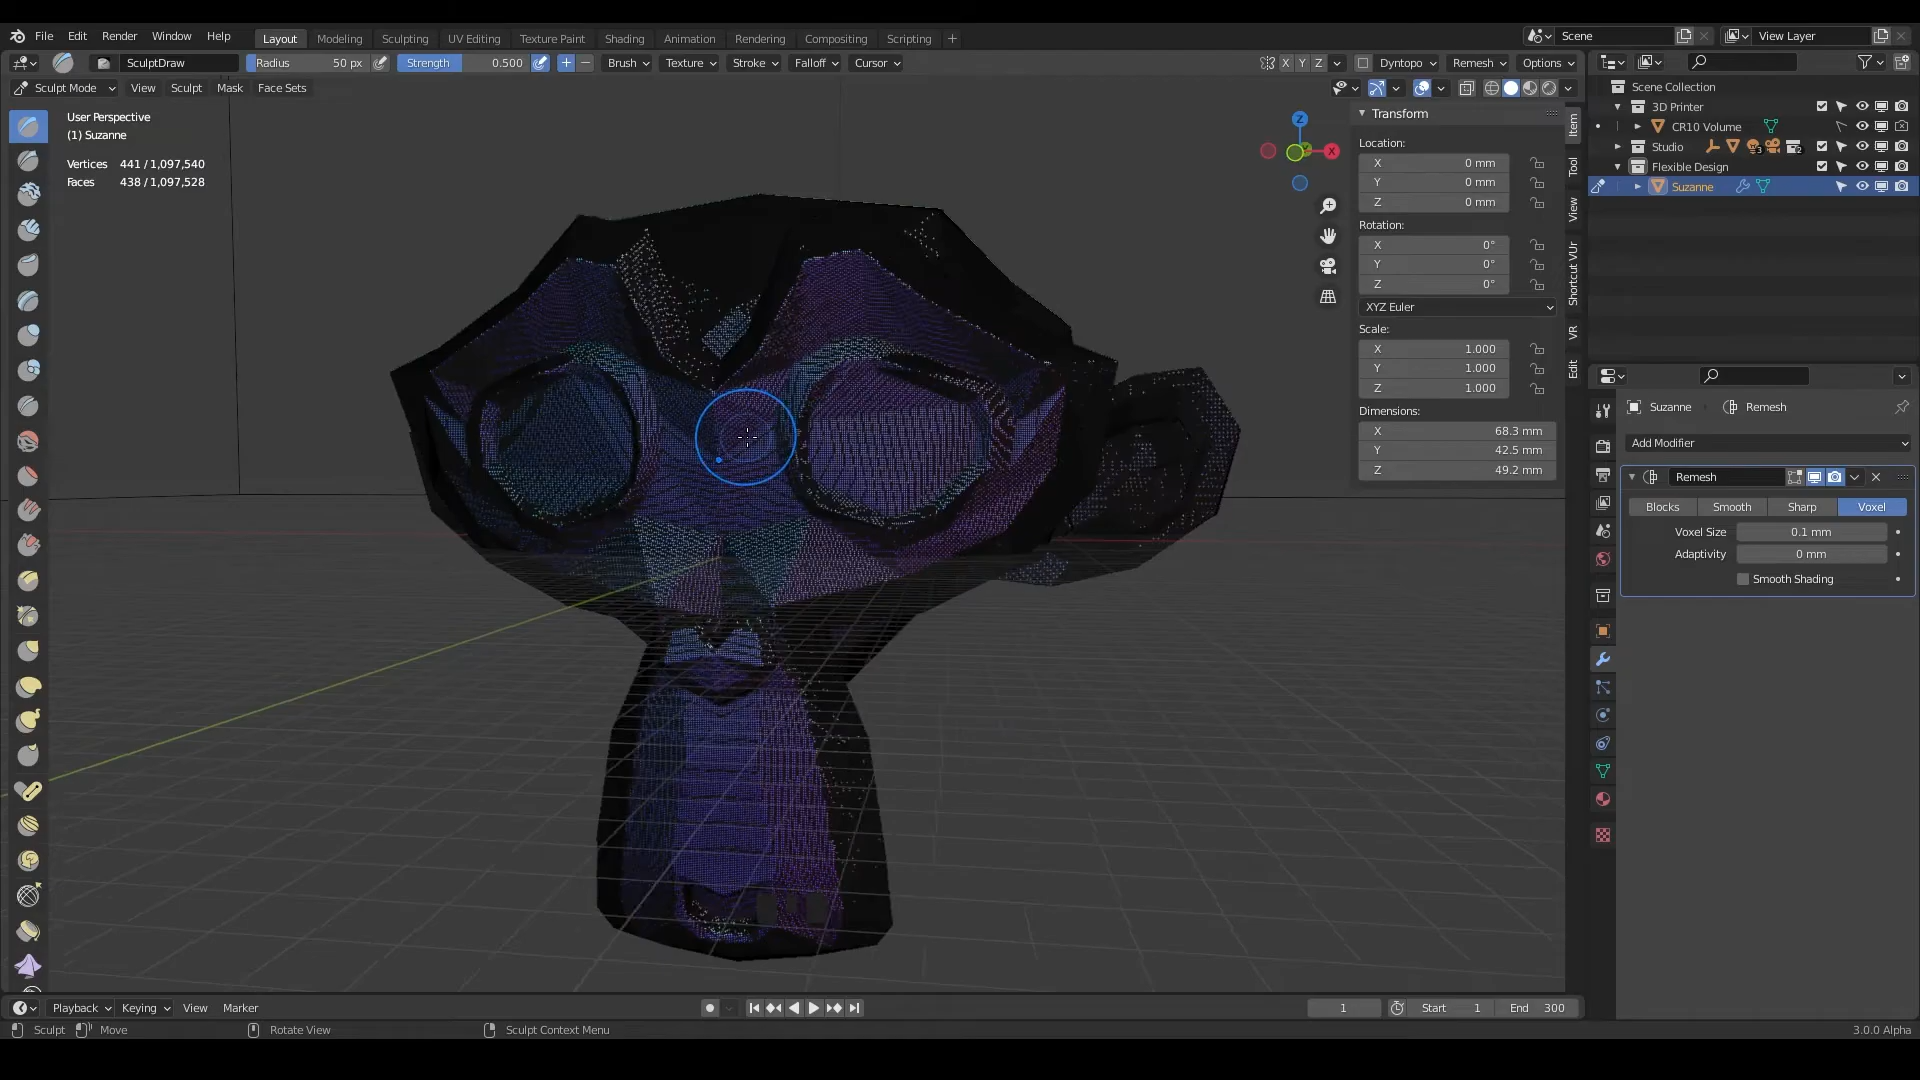 File Edit Render Window Help Layout Modeling Sculpting UV Editing Texture Paint Shading Animation Rendering Compositing Scripting + Scene View Layer
SculptDraw Radius 50 px Strength 0.500 Brush Texture Stroke Falloff Cursor X Y Z Dyntopo Remesh Options
Sculpt Mode View Sculpt Mask Face Sets
User Perspective
(1) Suzanne
Vertices 441 / 1,097,540
Faces 438 / 1,097,528
Z
X
Transform
Location:
X 0 mm
Y 0 mm
Z 0 mm
Rotation:
X 0°
Y 0°
Z 0°
XYZ Euler
Scale:
X 1.000
Y 1.000
Z 1.000
Dimensions:
X 68.3 mm
Y 42.5 mm
Z 49.2 mm
Item
Tool
View
Shortcut VUr
VR
Edit
Scene Collection
3D Printer
CR10 Volume
Studio
Flexible Design
Suzanne
Suzanne Remesh
Add Modifier
Remesh
Blocks Smooth Sharp Voxel
Voxel Size 0.1 mm
Adaptivity 0 mm
Smooth Shading
Playback Keying View Marker 1 Start 1 End 300
Sculpt Move Rotate View Sculpt Context Menu 3.0.0 Alpha